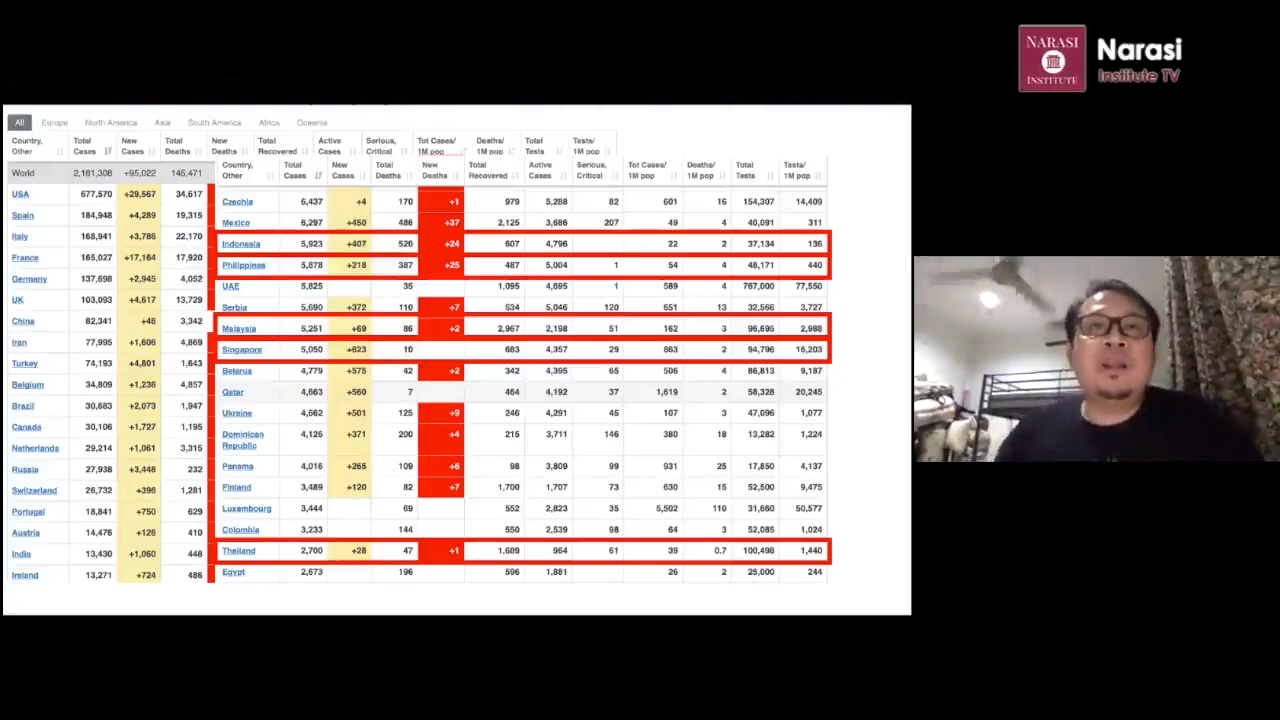 NARASI
INSTITUTE
Narasi
Institute TV
All Europe North America Asia South America Africa Oceania
Country, Other Total Cases New Cases Total Deaths New Deaths Total Recovered Active Cases Serious, Critical Tot Cases/ 1M pop Deaths/ 1M pop Total Tests Tests/ 1M pop
World 2,181,308 +95,022 145,471
USA 677,570 +29,567 34,617
Spain 184,948 +4,289 19,315
Italy 168,941 +3,786 22,170
France 165,027 +17,164 17,920
Germany 137,698 +2,945 4,052
UK 103,093 +4,617 13,729
China 82,341 +46 3,342
Iran 77,995 +1,606 4,869
Turkey 74,193 +4,801 1,643
Belgium 34,809 +1,236 4,857
Brazil 30,683 +2,073 1,947
Canada 30,106 +1,727 1,195
Netherlands 29,214 +1,061 3,315
Russia 27,938 +3,448 232
Switzerland 26,732 +396 1,281
Portugal 18,841 +750 629
Austria 14,476 +126 410
India 13,430 +1,060 448
Ireland 13,271 +724 486
Country, Other Total Cases New Cases Total Deaths New Deaths Total Recovered Active Cases Serious, Critical Tot Cases/ 1M pop Deaths/ 1M pop Total Tests Tests/ 1M pop
Czechia 6,437 +4 170 +1 979 5,288 82 601 16 154,307 14,409
Mexico 6,297 +450 486 +37 2,125 3,686 207 49 4 40,091 311
Indonesia 5,923 +407 520 +24 607 4,796 22 2 37,134 136
Philippines 5,878 +218 387 +25 487 5,004 1 54 4 48,171 440
UAE 5,825 35 1,095 4,695 1 589 4 767,000 77,550
Serbia 5,690 +372 110 +7 534 5,046 120 651 13 32,566 3,727
Malaysia 5,251 +69 86 +2 2,967 2,198 51 162 3 96,695 2,988
Singapore 5,050 +623 10 683 4,357 29 863 2 94,796 16,203
Belarus 4,779 +575 42 +2 342 4,395 65 506 4 86,813 9,187
Qatar 4,663 +560 7 464 4,192 37 1,619 2 58,328 20,245
Ukraine 4,662 +501 125 +9 246 4,291 45 107 3 47,096 1,077
Dominican Republic 4,126 +371 200 +4 215 3,711 146 380 18 13,282 1,224
Panama 4,016 +265 109 +6 98 3,809 99 931 25 17,850 4,137
Finland 3,489 +120 82 +7 1,700 1,707 73 630 15 52,500 9,475
Luxembourg 3,444 69 552 2,823 35 5,502 110 31,660 50,577
Colombia 3,233 144 550 2,539 98 64 3 52,085 1,024
Thailand 2,700 +28 47 +1 1,689 964 61 39 0.7 100,498 1,440
Egypt 2,673 196 596 1,881 26 2 25,000 244